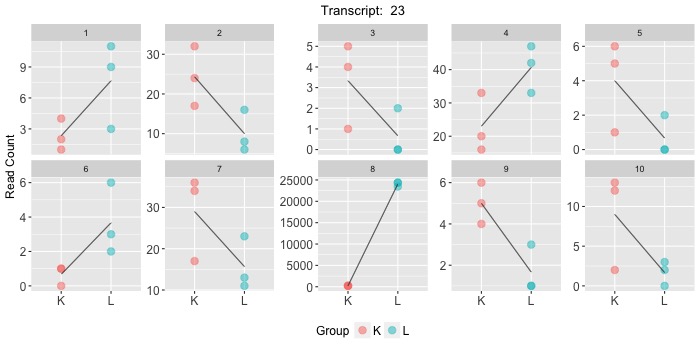 Transcript: 23
1 2 3 4 5
9 6 3
30 20 10
5 4 3 2 1 0
40 30 20
6 4 2 0
Read Count
6 7 8 9 10
6 4 2 0
30 20 10
25000 20000 15000 10000 5000 0
6 4 2
10 5 0
K L K L K L K L K L
Group K L